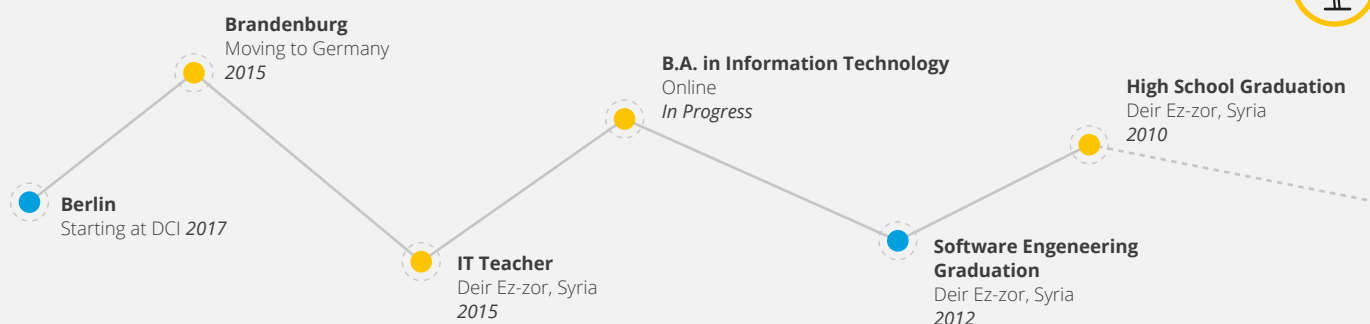 Brandenburg
Moving to Germany
2015
Berlin
Starting at DCI 2017
IT Teacher
Deir Ez-zor, Syria
2015
B.A. in Information Technology
Online
In Progress
Software Engeneering
Graduation
Deir Ez-zor, Syria
2012
High School Graduation
Deir Ez-zor, Syria
2010